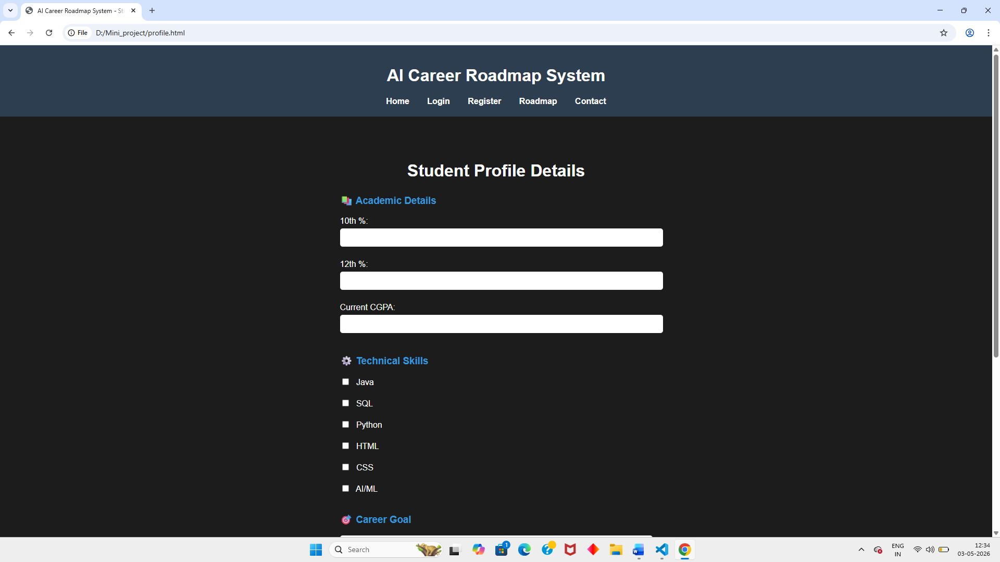 AI Career Roadmap System - St
File D:/Mini_project/profile.html
AI Career Roadmap System
Home Login Register Roadmap Contact
Student Profile Details
Academic Details
10th %:
12th %:
Current CGPA:
Technical Skills
Java
SQL
Python
HTML
CSS
AI/ML
Career Goal
Search
1
ENG
IN
12:34
03-05-2026